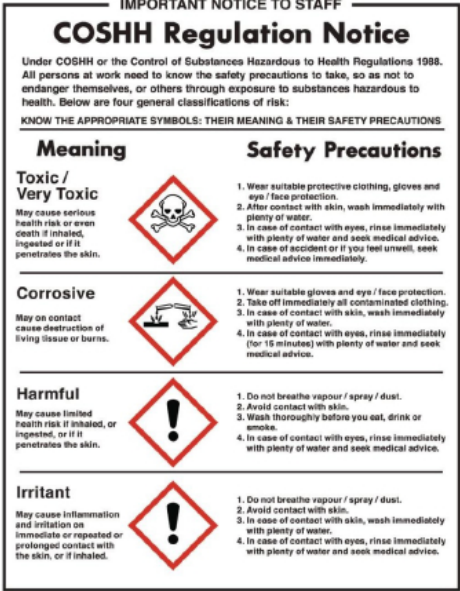 IMPORTANT NOTICE TO STAFF
COSHH Regulation Notice
Under COSHH or the Control of Substances Hazardous to Health Regulations 1988.
All persons at work need to know the safety precautions to take, so as not to
endanger themselves, or others through exposure to substances hazardous to
health. Below are four general classifications of risk:
KNOW THE APPROPRIATE SYMBOLS: THEIR MEANING & THEIR SAFETY PRECAUTIONS
Meaning
Safety Precautions
Toxic /
Very Toxic
May cause serious
health risk or even
death if inhaled,
ingested or if it
penetrates the skin.
1. Wear suitable protective clothing, gloves and
eye / face protection.
2. After contact with skin, wash immediately with
plenty of water.
3. In case of contact with eyes, rinse immediately
with plenty of water and seek medical advice.
4. In case of accident or if you feel unwell, seek
medical advice immediately.
Corrosive
May on contact
cause destruction of
living tissue or burns.
1. Wear suitable gloves and eye / face protection.
2. Take off immediately all contaminated clothing.
3. In case of contact with skin, wash immediately
with plenty of water.
4. In case of contact with eyes, rinse immediately
(for 15 minutes) with plenty of water and seek
medical advice.
Harmful
May cause limited
health risk if inhaled, or
ingested, or if it
penetrates the skin.
1. Do not breathe vapour / spray / dust.
2. Avoid contact with skin.
3. Wash thoroughly before you eat, drink or
smoke.
4. In case of contact with eyes, rinse immediately
with plenty of water and seek medical advice.
Irritant
May cause inflammation
and irritation on
immediate or repeated or
prolonged contact with
the skin, or if inhaled.
1. Do not breathe vapour / spray / dust.
2. Avoid contact with skin.
3. In case of contact with skin, wash immediately
with plenty of water.
4. In case of contact with eyes, rinse immediately
with plenty of water and seek medical advice.